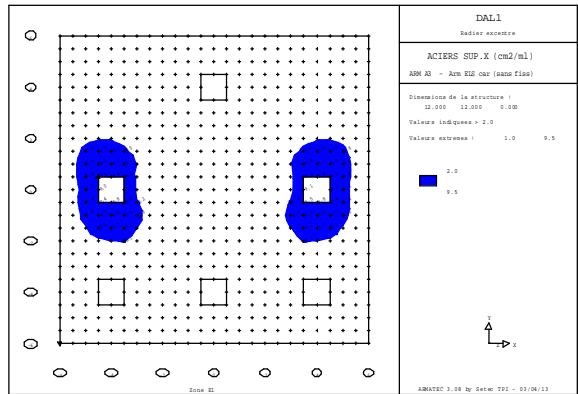 DAL1
Radier excentre
ACIERS SUP.X (cm2/ml)
ARM A3 - Arm ELS car (sans fiss)
Dimensions de la structure :
12.000 12.000 0.000
Valeurs indiquees > 2.0
Valeurs extremes : 1.0 9.5
2.0
9.5
Y
Z X
Zone E1
ARMATEC 3.08 by Setec TPI - 03/04/13